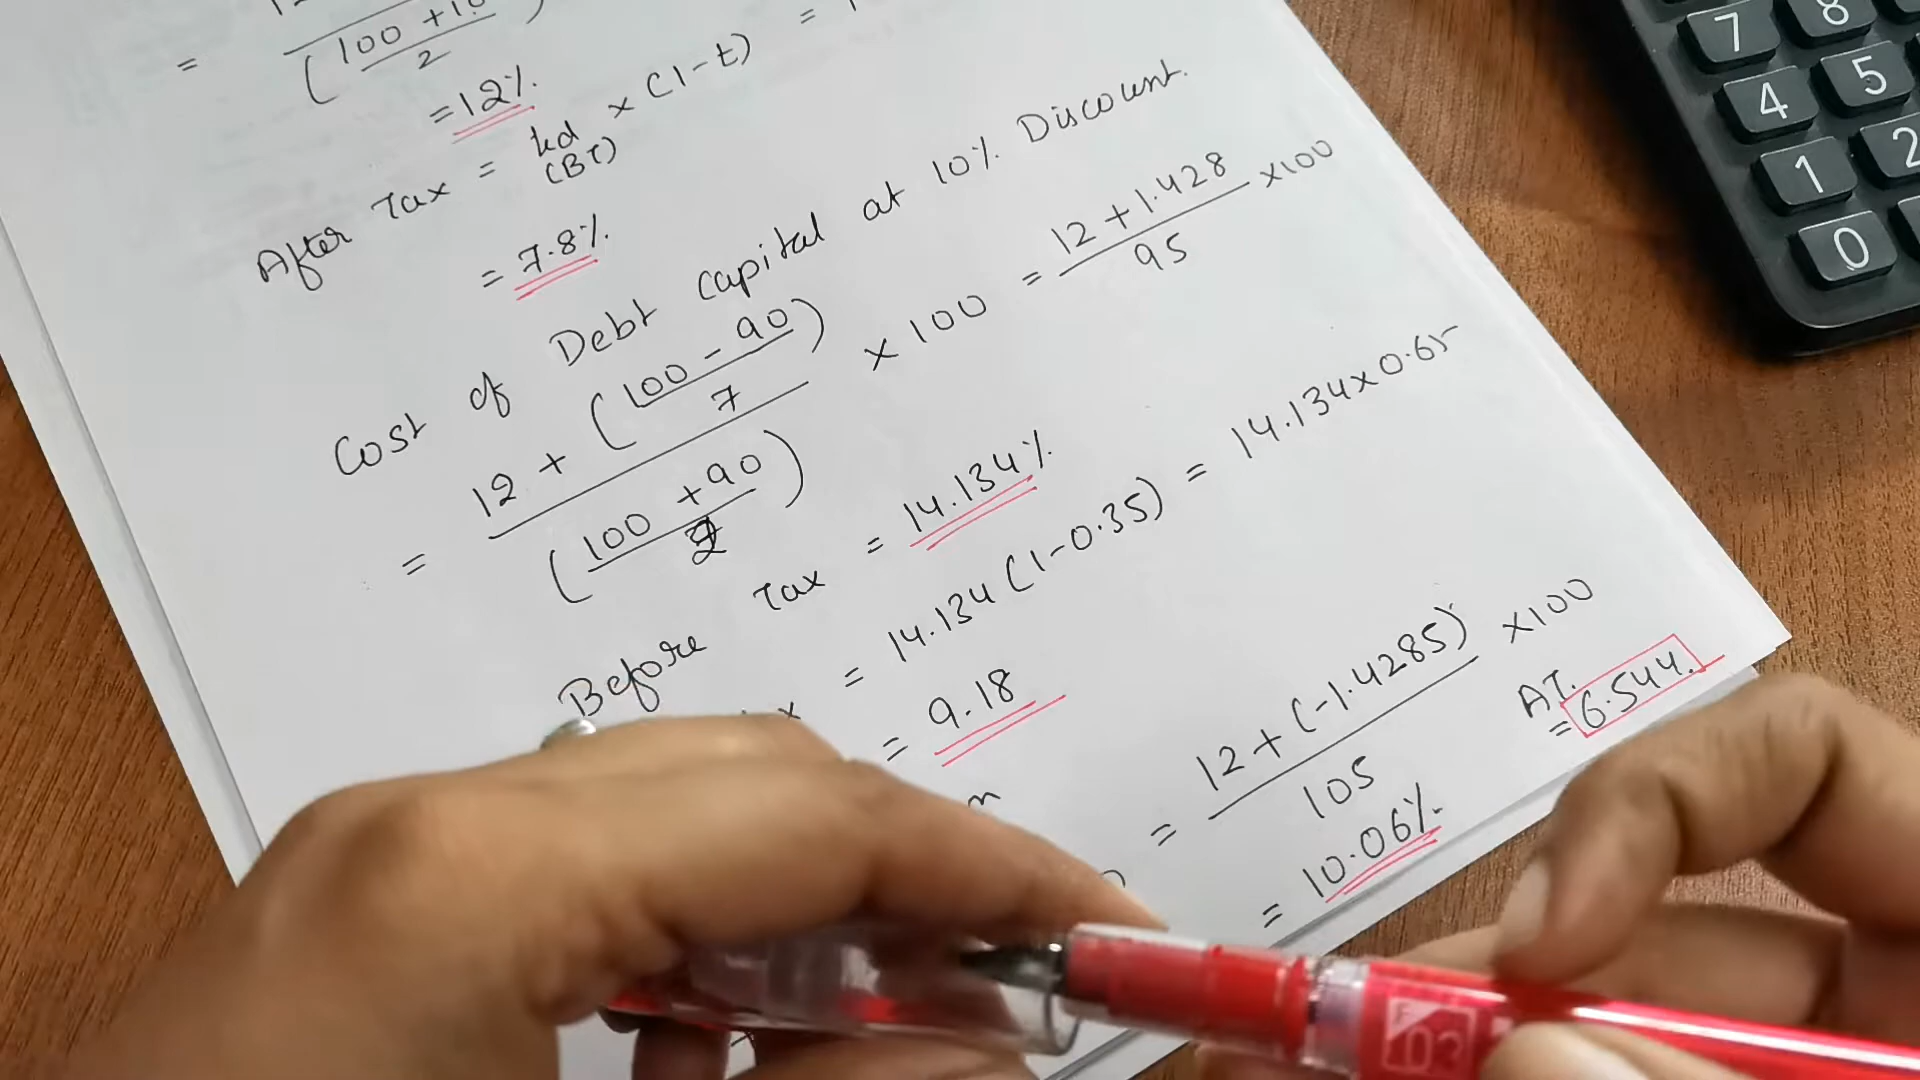 12
= (100 + 10 / 2)
= 12%.
After Tax = kd (BT) × (1-t) =
= 7.8%.
Cost of Debt capital at 10% Discount.
= 12 + (100 - 90 / 7) / (100 + 90 / 2) × 100 = 12 + 1.428 / 95 ×100
Before Tax = 14.134%
= 14.134 (1-0.35) = 14.134×0.65
= 9.18
= 12 + (-1.4285) / 105 ×100
= 10.06%.
AT.
= 6.544.
7 8
4 5
1 2
0